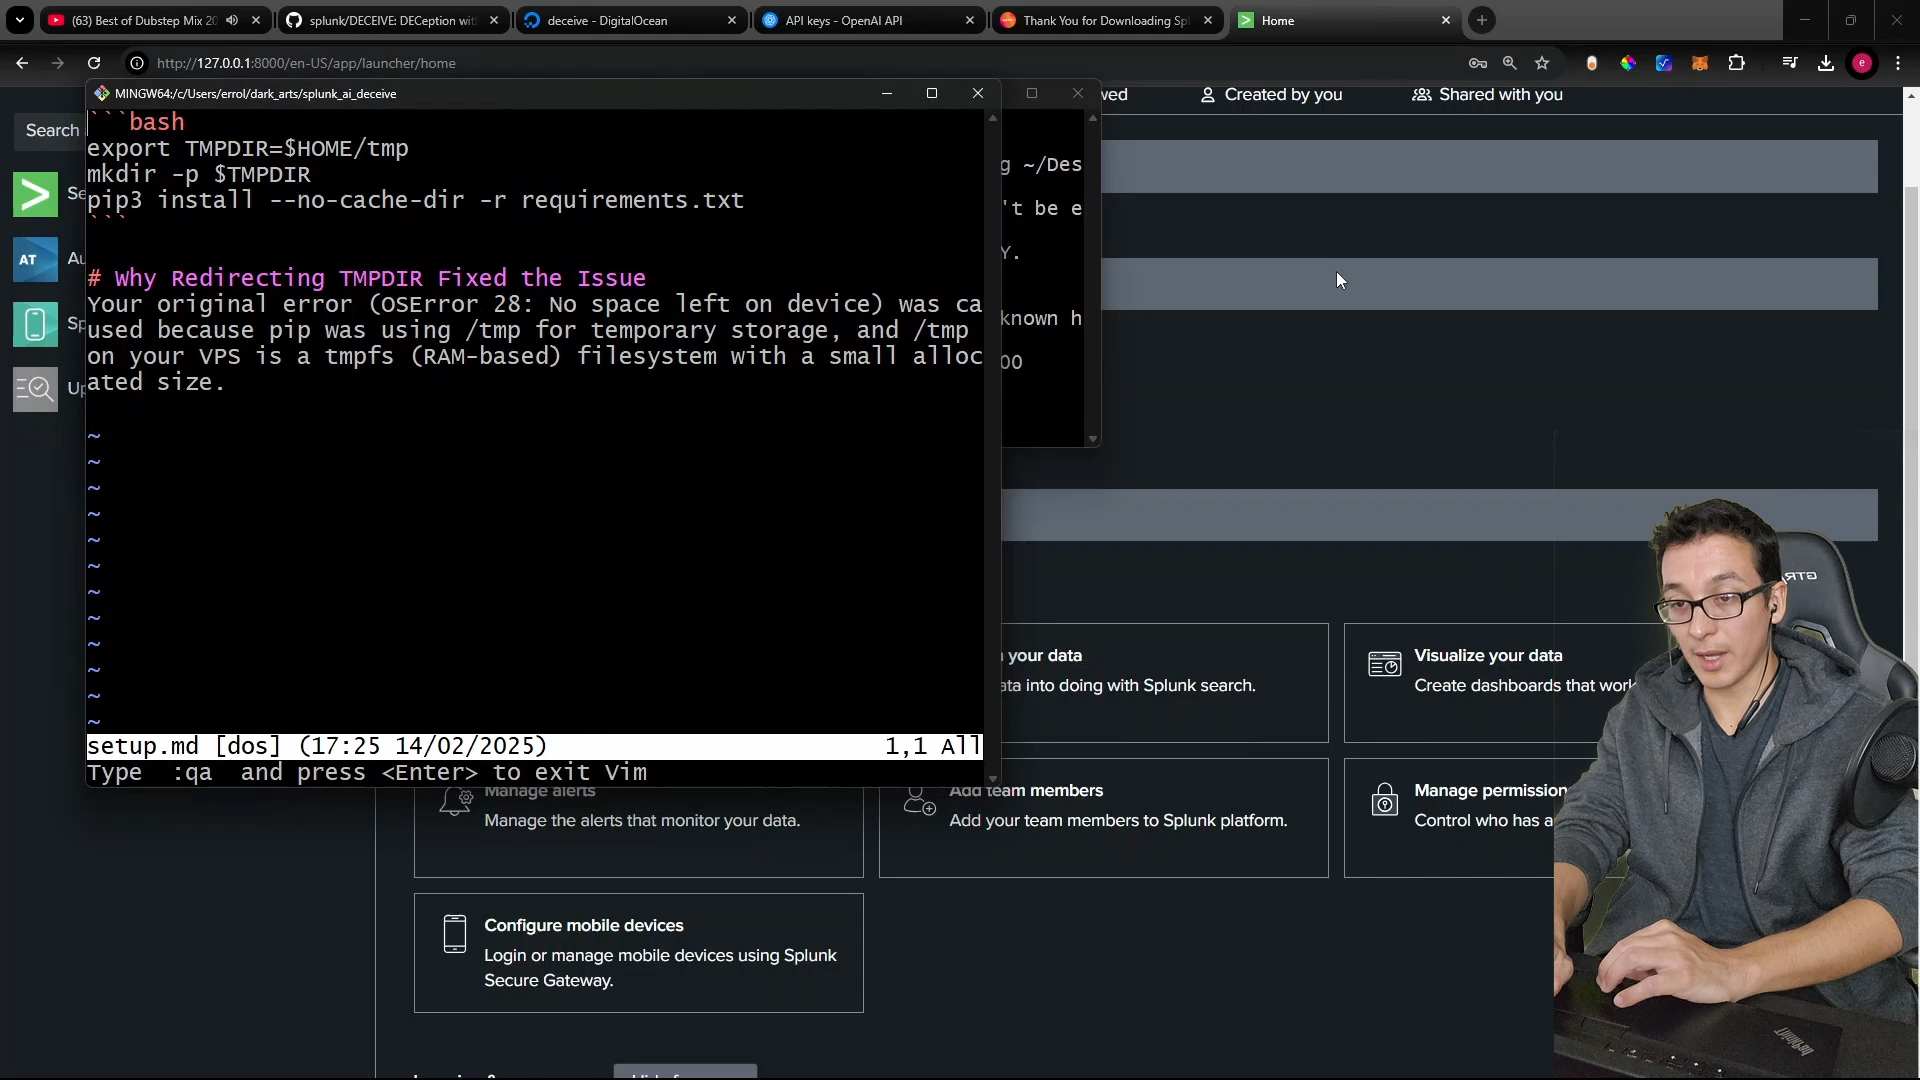 (63) Best of Dubstep Mix 20
splunk/DECEIVE: DECeption wit
deceive - DigitalOcean
API keys - OpenAI API
Thank You for Downloading Spl
Home
http://127.0.0.1:8000/en-US/app/launcher/home
e
MINGW64:/c/Users/errol/dark_arts/splunk_ai_deceive
wed
Created by you
Shared with you
Search
Se
AT
Au
Sp
Up
```bash
export TMPDIR=$HOME/tmp
mkdir -p $TMPDIR
pip3 install --no-cache-dir -r requirements.txt
```
# Why Redirecting TMPDIR Fixed the Issue
Your original error (OSError 28: No space left on device) was ca
used because pip was using /tmp for temporary storage, and /tmp
on your VPS is a tmpfs (RAM-based) filesystem with a small alloc
ated size.
~
~
~
~
~
~
~
~
~
~
~
~
setup.md [dos] (17:25 14/02/2025)
1,1 All
Type :qa and press <Enter> to exit Vim
g ~/Des
't be e
Y.
known h
00
your data
ata into doing with Splunk search.
Visualize your data
Create dashboards that work
Manage alerts
Manage the alerts that monitor your data.
Add team members
Add your team members to Splunk platform.
Manage permission
Control who has a
Configure mobile devices
Login or manage mobile devices using Splunk
Secure Gateway.
GTR